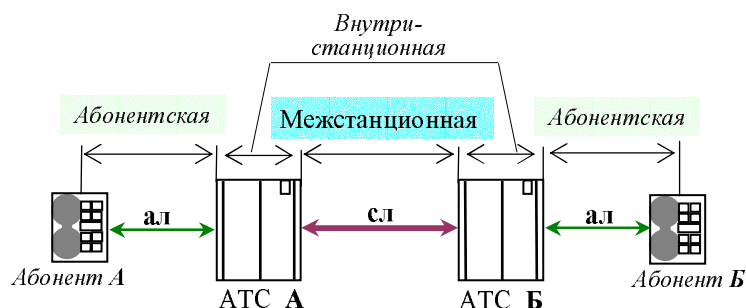 Внутри-
станционная
Абонентская
Межстанционная
Абонентская
ал
сл
ал
Абонент А
АТС А
АТС Б
Абонент Б